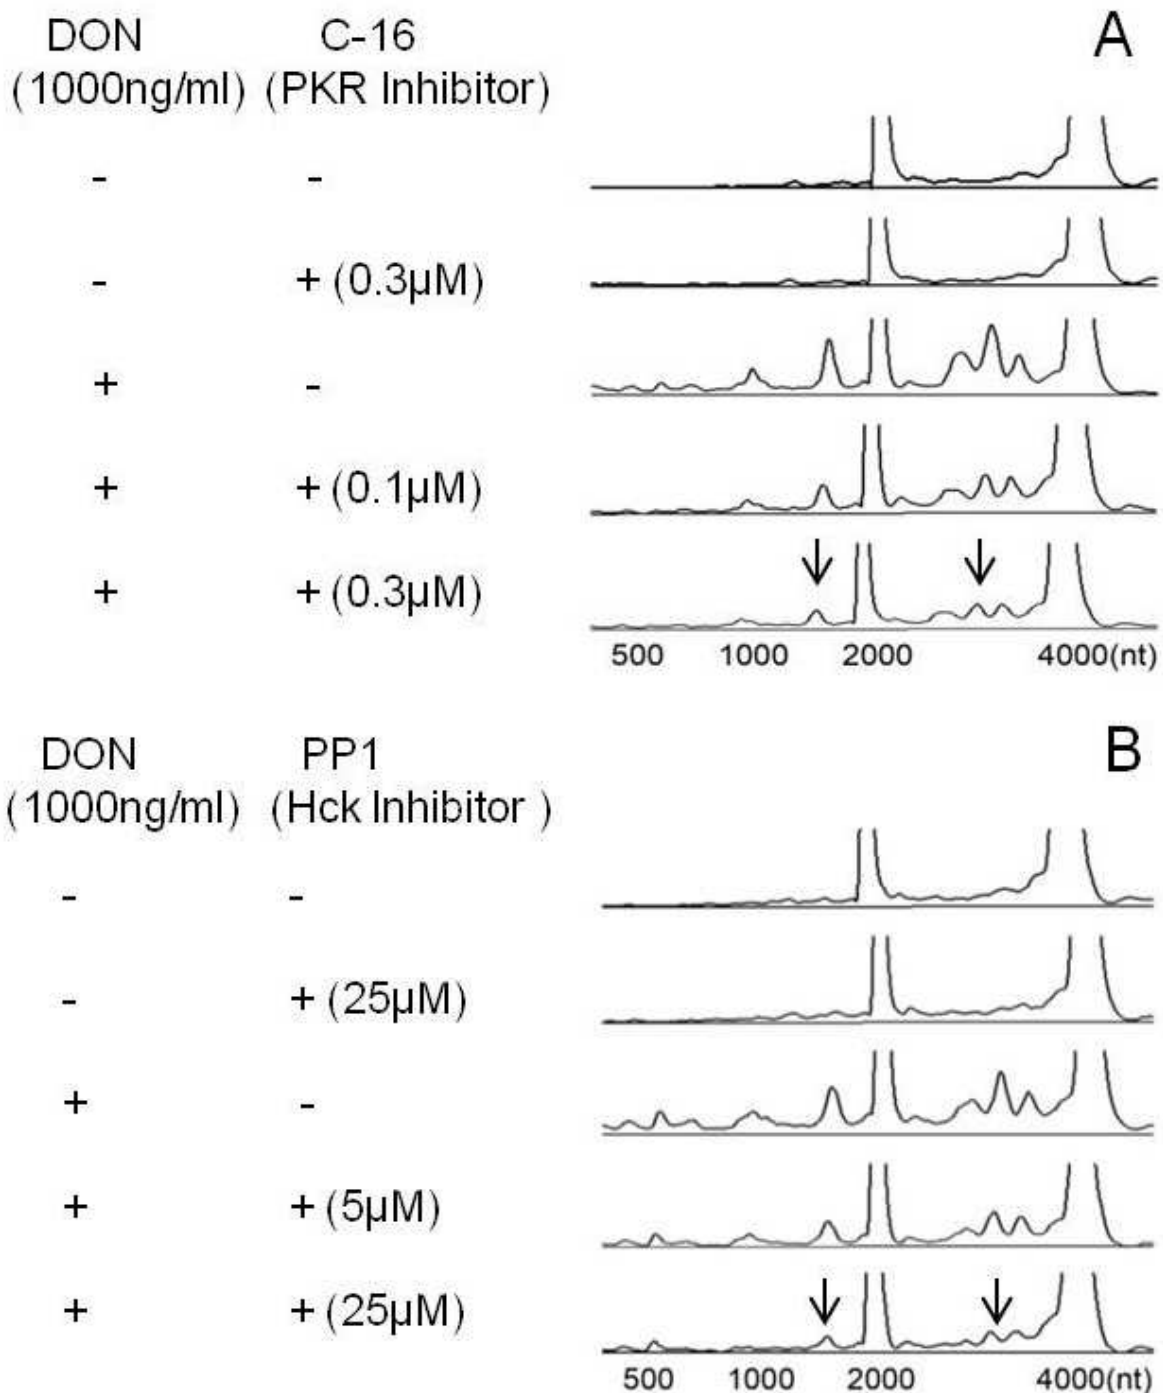 DON C-16 A
(1000ng/ml) (PKR Inhibitor)
- -
- + (0.3µM)
+ -
+ + (0.1µM)
+ + (0.3µM)
500 1000 2000 4000(nt)
DON PP1 B
(1000ng/ml) (Hck Inhibitor )
- -
- + (25µM)
+ -
+ + (5µM)
+ + (25µM)
500 1000 2000 4000(nt)